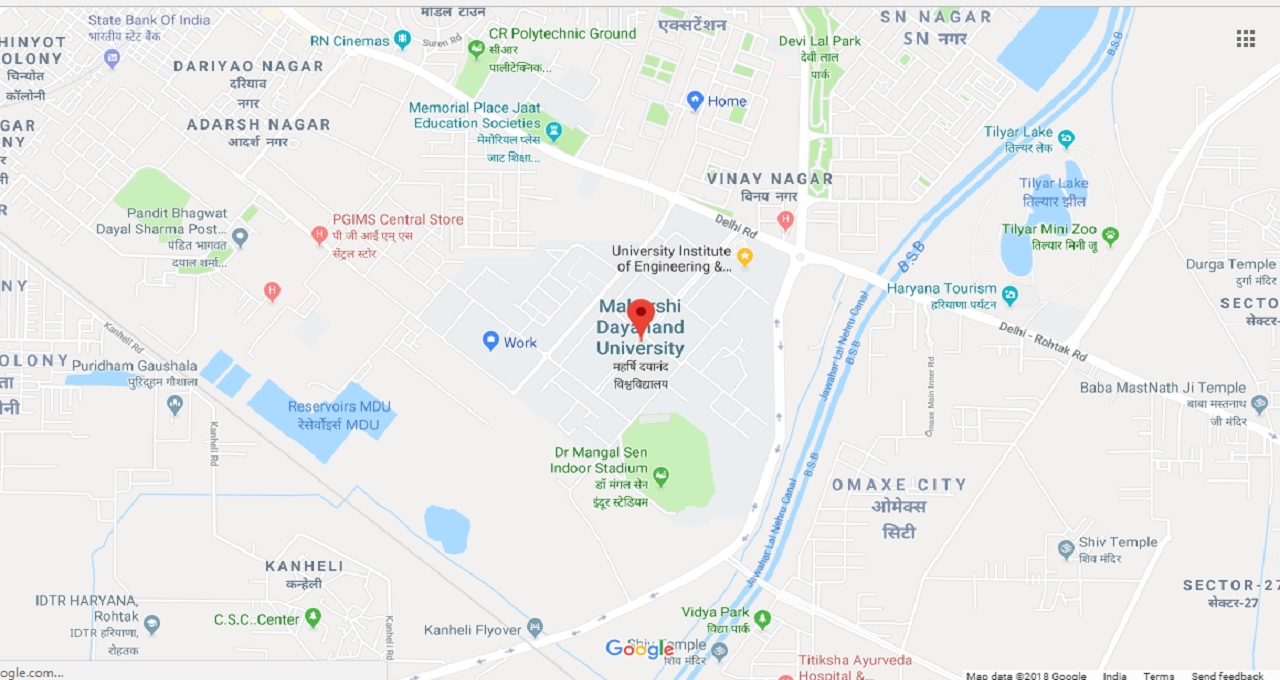 State Bank Of India
भारतीय स्टेट बैंक
मॉडल टाउन
RN Cinemas
Suren Rd
CR Polytechnic Ground
सीआर
पालीटेक्निक...
एक्सटेंशन
Devi Lal Park
देवी लाल
पार्क
SN NAGAR
SN नगर
B.S.B
HINYOT
OLONY
चिन्योत
कॉलोनी
DARIYAO NAGAR
दरियाव
नगर
ADARSH NAGAR
आदर्श नगर
GAR
NY
र
नी
R
Memorial Place Jaat
Education Societies
मेमोरियल प्लेस
जाट शिक्षा...
Home
Tilyar Lake
तिल्यर लेक
VINAY NAGAR
विनय नगर
Tilyar Lake
तिल्यार झील
Pandit Bhagwat
Dayal Sharma Post...
पंडित भागवत
दयाल शर्मा...
PGIMS Central Store
पी जी आई एन् एस
सेंट्रल स्टोर
H
H
H
Delhi Rd
Tilyar Mini Zoo
तिल्यार मिनी जू
University Institute
of Engineering &...
B.S.B
Durga Temple
दुर्गा मंदिर
NY
Haryana Tourism
हरियाणा पर्यटन
SECTO
सेक्टर-
Maharshi
Dayanand
University
महर्षि दयानंद
विश्वविद्यालय
Work
Kanheli Rd
Jawahar Lal Nehru Canal
B.S.B
Delhi - Rohtak Rd
OLONY
ता
नी
Puridham Gaushala
पुरिद्हम गौशाला
Omaxe Main Inner Rd
Baba MastNath Ji Temple
बाबा मस्तनाथ
जी मंदिर
Reservoirs MDU
रेसेर्वोइर्स MDU
Kanheli Rd
Dr Mangal Sen
Indoor Stadium
डॉ मंगल सेन
इंदूर स्टेडियम
B.S.B
OMAXE CITY
ओमेक्स
सिटी
Jawahar Lal Nehru Canal
Shiv Temple
शिव मंदिर
KANHELI
कन्हेली
SECTOR-27
सेक्टर-27
IDTR HARYANA,
Rohtak
IDTR हरियाणा,
रोहतक
C.S.C..Center
Kanheli Rd
Kanheli Flyover
Vidya Park
विद्या पार्क
Google
Shiv Temple
शिव मंदिर
Titiksha Ayurveda
Hospital &...
ogle.com...
Map data ©2018 Google India Terms Send feedback